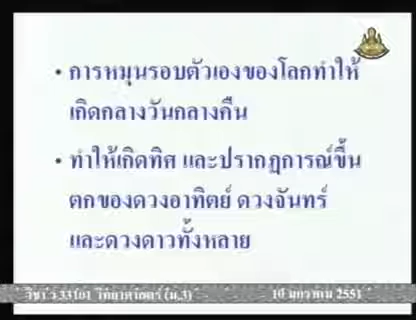 • การหมุนรอบตัวเองของโลกทำให้
เกิดกลางวันกลางคืน
• ทำให้เกิดทิศ และปรากฏการณ์ขึ้น
ตกของดวงอาทิตย์ ดวงจันทร์
และดวงดาวทั้งหลาย
วิชา ว 33101 วิทยาศาสตร์ (ม.3) 10 มกราคม 2551